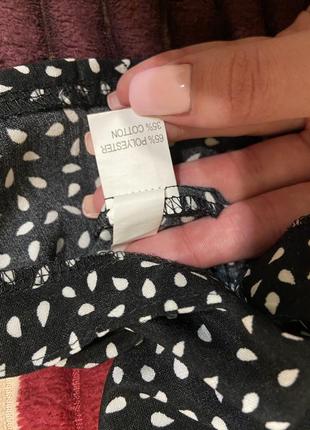 65% POLYESTER
35% COTTON